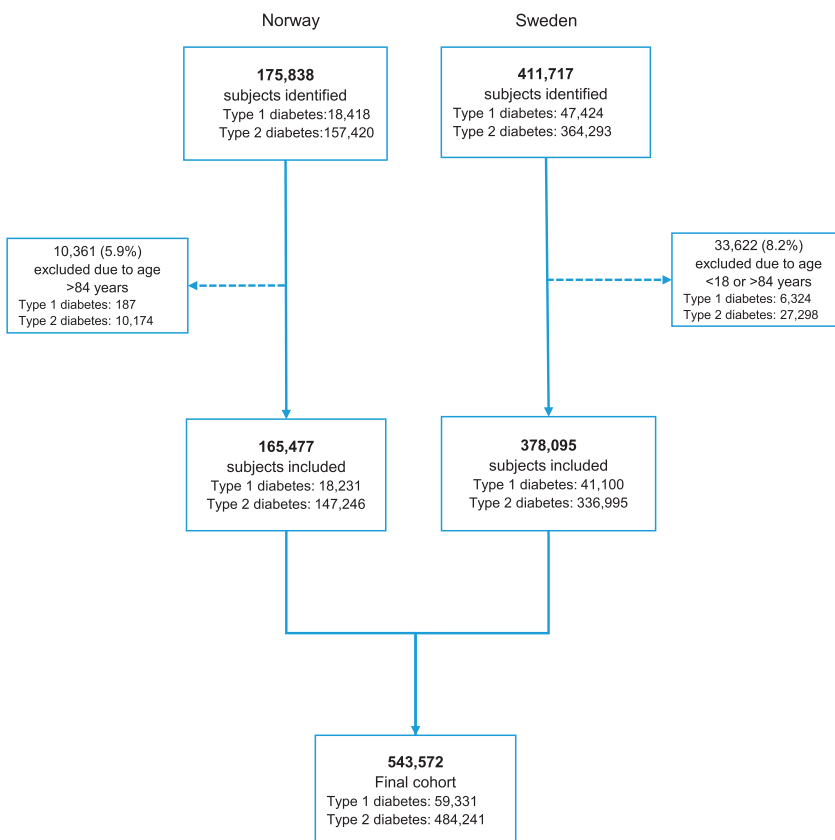 Norway
Sweden
175,838
subjects identified
Type 1 diabetes:18,418
Type 2 diabetes:157,420
411,717
subjects identified
Type 1 diabetes: 47,424
Type 2 diabetes: 364,293
10,361 (5.9%)
excluded due to age
>84 years
Type 1 diabetes: 187
Type 2 diabetes: 10,174
33,622 (8.2%)
excluded due to age
<18 or >84 years
Type 1 diabetes: 6,324
Type 2 diabetes: 27,298
165,477
subjects included
Type 1 diabetes: 18,231
Type 2 diabetes: 147,246
378,095
subjects included
Type 1 diabetes: 41,100
Type 2 diabetes: 336,995
543,572
Final cohort
Type 1 diabetes: 59,331
Type 2 diabetes: 484,241